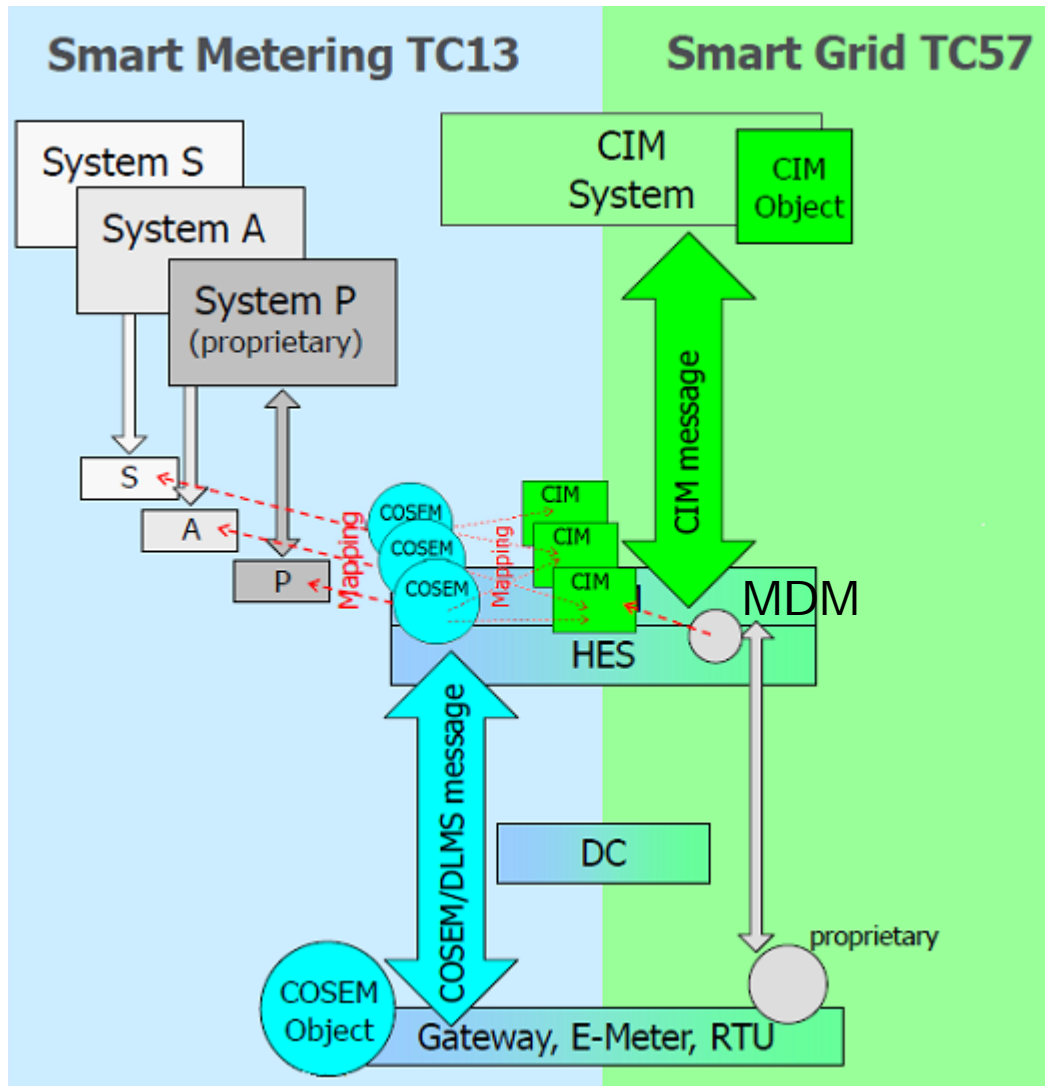 Smart Metering TC13
Smart Grid TC57
System S
System A
System P
(proprietary)
CIM
System
CIM
Object
CIM message
S
A
P
Mapping
COSEM
COSEM
COSEM
Mapping
CIM
CIM
CIM
MDM
HES
COSEM/DLMS message
DC
proprietary
COSEM
Object
Gateway, E-Meter, RTU